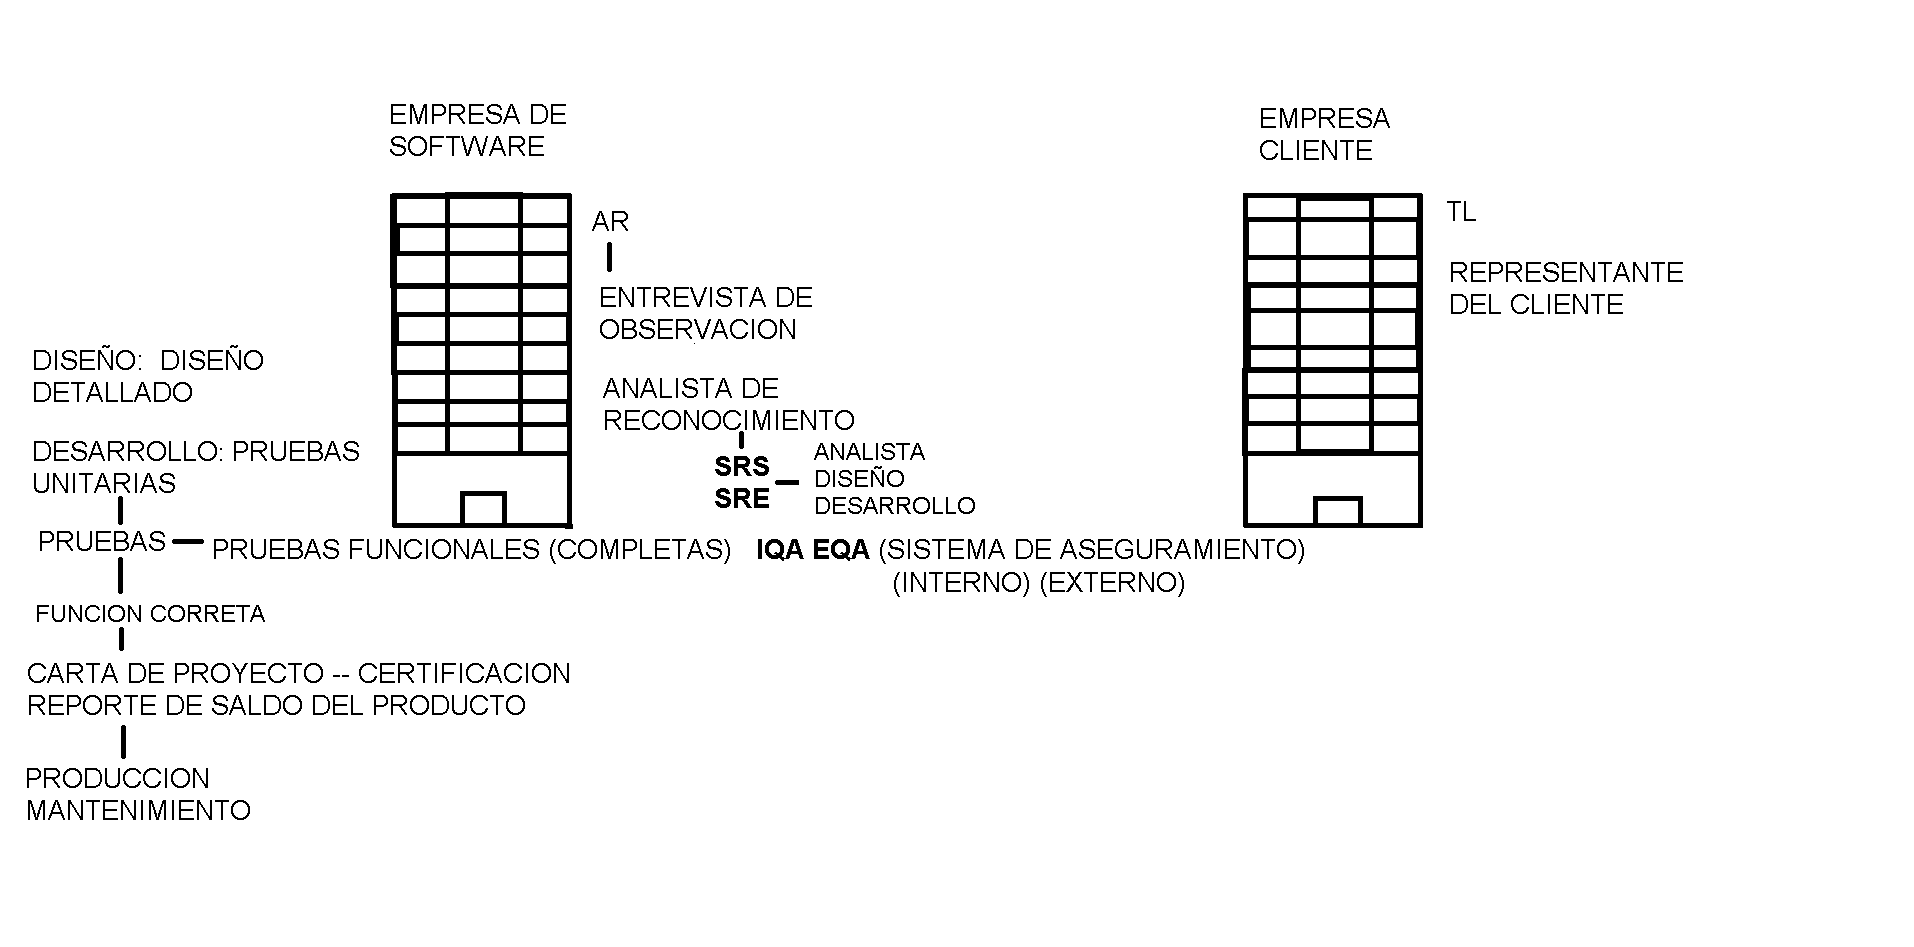 EMPRESA DE
SOFTWARE
EMPRESA
CLIENTE
AR
TL
ENTREVISTA DE
OBSERVACION
REPRESENTANTE
DEL CLIENTE
DISEÑO:  DISEÑO
DETALLADO
ANALISTA DE
RECONOCIMIENTO
DESARROLLO: PRUEBAS
UNITARIAS
SRS
SRE
ANALISTA
DISEÑO
DESARROLLO
PRUEBAS
PRUEBAS FUNCIONALES (COMPLETAS)
IQA EQA (SISTEMA DE ASEGURAMIENTO)
(INTERNO) (EXTERNO)
FUNCION CORRETA
CARTA DE PROYECTO -- CERTIFICACION
REPORTE DE SALDO DEL PRODUCTO
PRODUCCION
MANTENIMIENTO